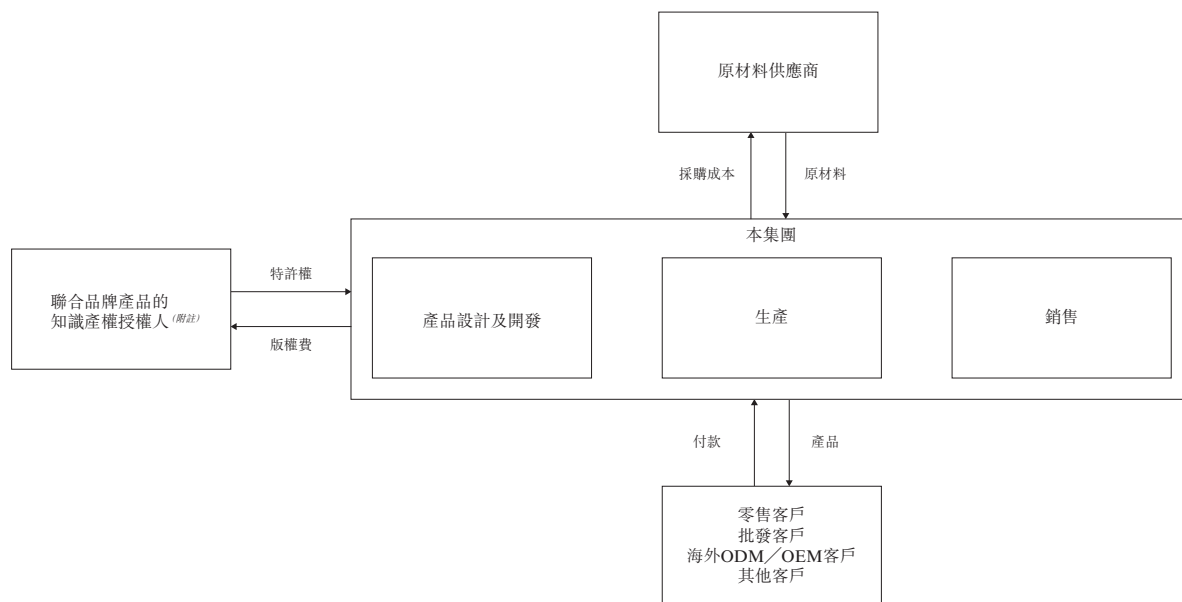 原材料供應商
採購成本
原材料
本集團
聯合品牌產品的
知識產權授權人(附註)
特許權
版權費
產品設計及開發
生產
銷售
付款
產品
零售客戶
批發客戶
海外ODM／OEM客戶
其他客戶